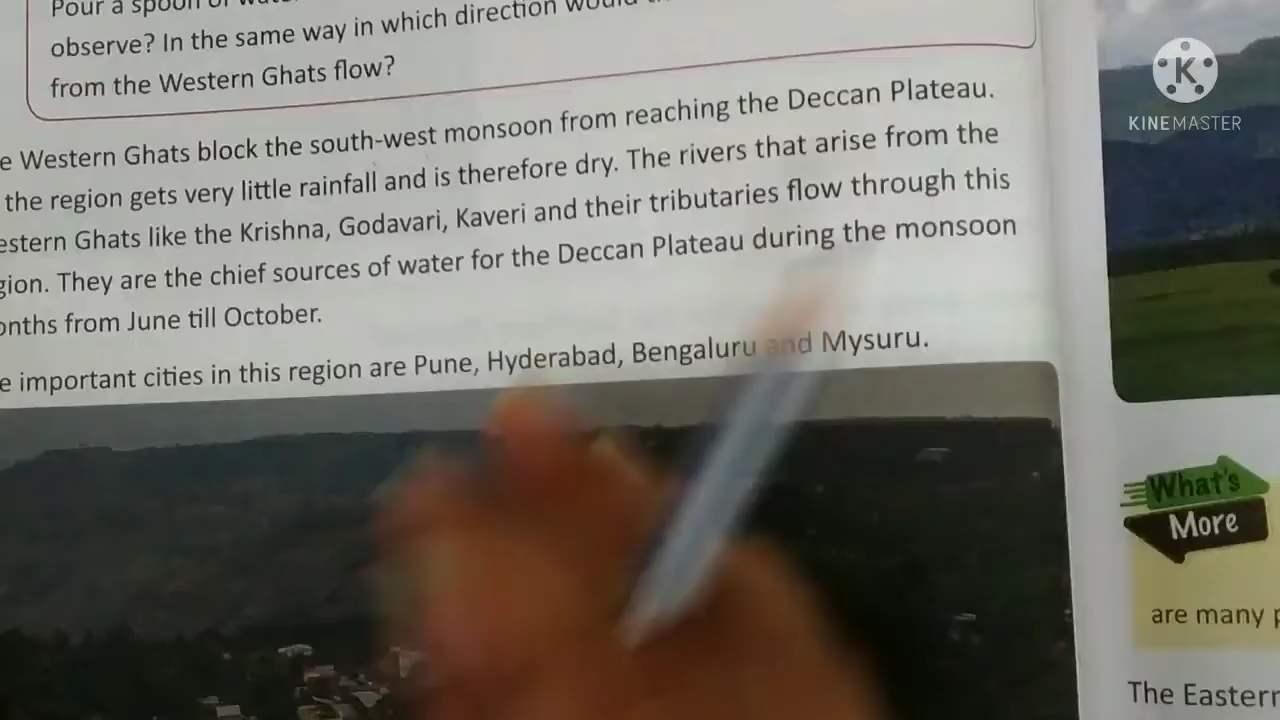 Pour a spoon of
observe? In the same way in which direction would
from the Western Ghats flow?
Western Ghats block the south-west monsoon from reaching the Deccan Plateau.
the region gets very little rainfall and is therefore dry. The rivers that arise from the
estern Ghats like the Krishna, Godavari, Kaveri and their tributaries flow through this
gion. They are the chief sources of water for the Deccan Plateau during the monsoon
onths from June till October.
e important cities in this region are Pune, Hyderabad, Bengaluru and Mysuru.
K
KINEMASTER
What's
More
are many
The Eastern